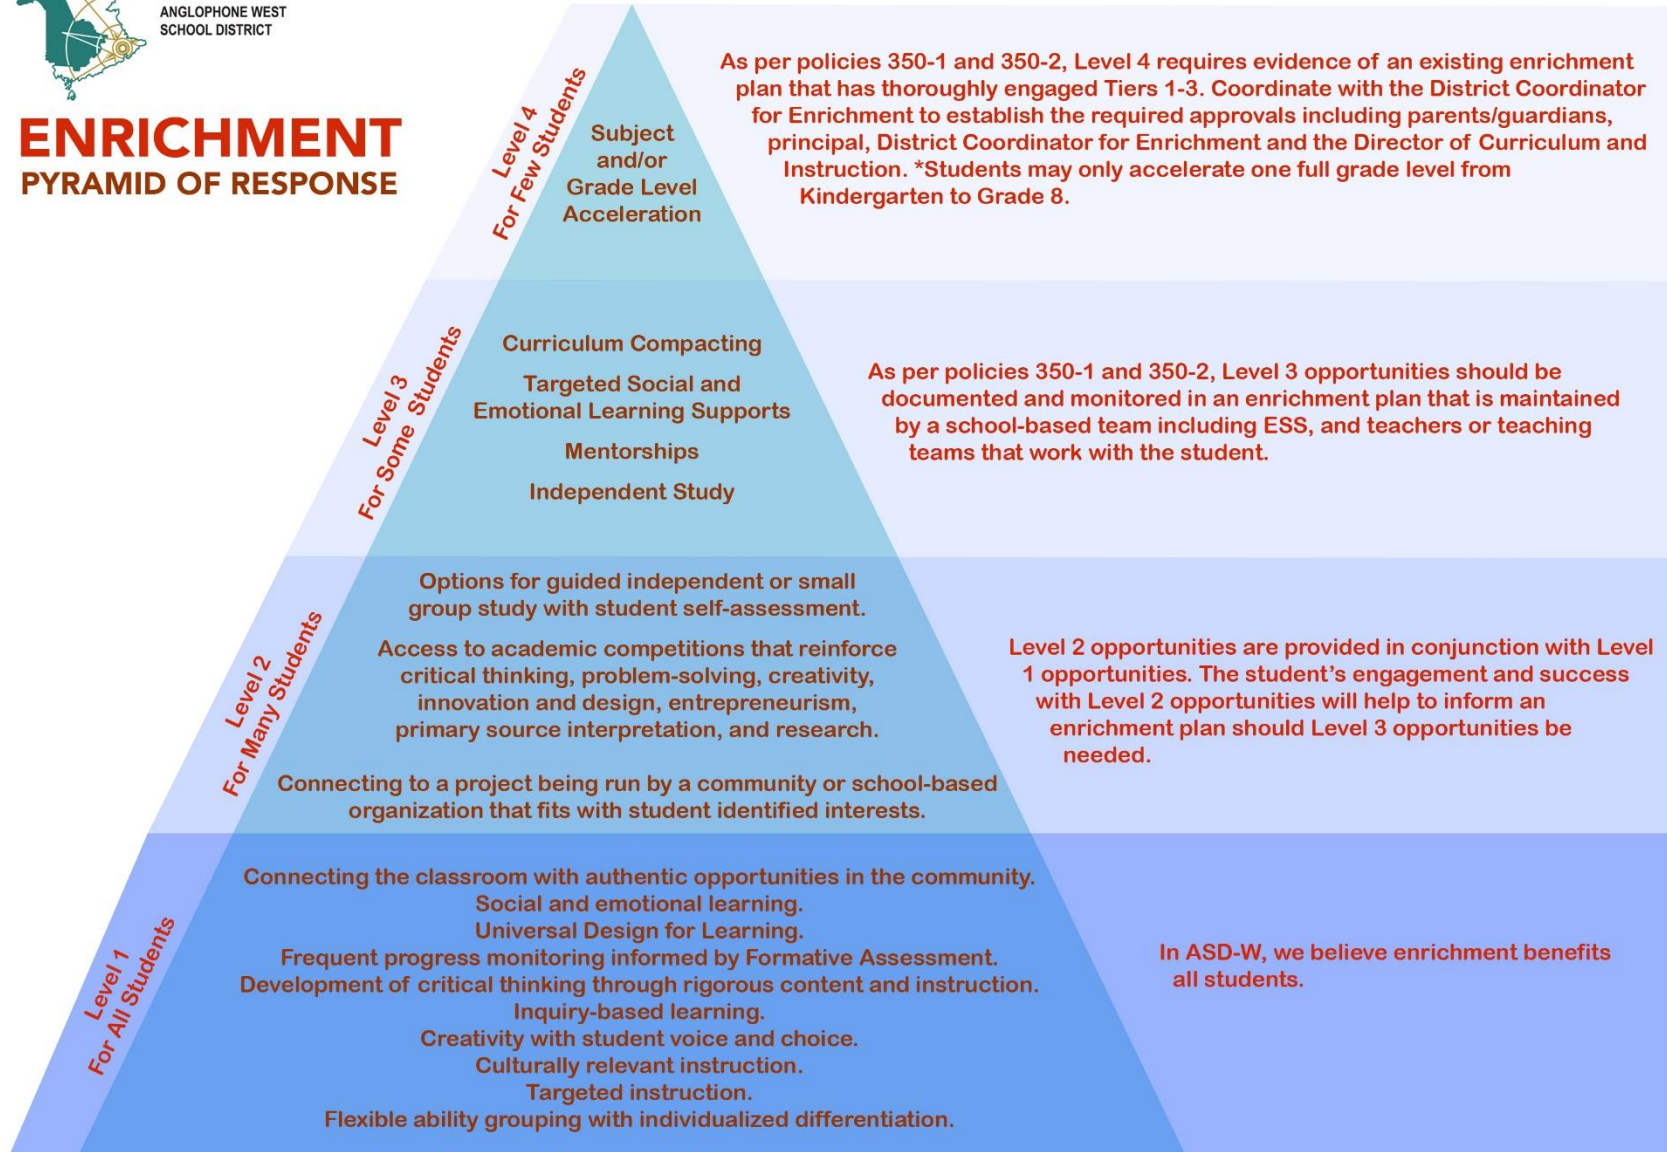 ANGLOPHONE WEST
SCHOOL DISTRICT
ENRICHMENT
PYRAMID OF RESPONSE
Level 4
For Few Students
Subject
and/or
Grade Level
Acceleration
As per policies 350-1 and 350-2, Level 4 requires evidence of an existing enrichment
plan that has thoroughly engaged Tiers 1-3. Coordinate with the District Coordinator
for Enrichment to establish the required approvals including parents/guardians,
principal, District Coordinator for Enrichment and the Director of Curriculum and
Instruction. *Students may only accelerate one full grade level from
Kindergarten to Grade 8.
Level 3
For Some Students
Curriculum Compacting
Targeted Social and
Emotional Learning Supports
Mentorships
Independent Study
As per policies 350-1 and 350-2, Level 3 opportunities should be
documented and monitored in an enrichment plan that is maintained
by a school-based team including ESS, and teachers or teaching
teams that work with the student.
Level 2
For Many Students
Options for guided independent or small
group study with student self-assessment.
Access to academic competitions that reinforce
critical thinking, problem-solving, creativity,
innovation and design, entrepreneurism,
primary source interpretation, and research.
Connecting to a project being run by a community or school-based
organization that fits with student identified interests.
Level 2 opportunities are provided in conjunction with Level
1 opportunities. The student's engagement and success
with Level 2 opportunities will help to inform an
enrichment plan should Level 3 opportunities be
needed.
Level 1
For All Students
Connecting the classroom with authentic opportunities in the community.
Social and emotional learning.
Universal Design for Learning.
Frequent progress monitoring informed by Formative Assessment.
Development of critical thinking through rigorous content and instruction.
Inquiry-based learning.
Creativity with student voice and choice.
Culturally relevant instruction.
Targeted instruction.
Flexible ability grouping with individualized differentiation.
In ASD-W, we believe enrichment benefits
all students.